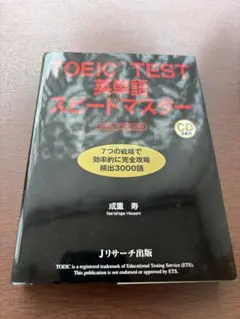 TOEIC TEST
英単語
スピードマスター
CD
7つの戦略で
効率的に完全攻略
頻出3000語
成重 寿
Narishige Hisashi
Jリサーチ出版
TOEIC is a registered trademark of Educational Testing Service (ETS).
This publication is not endorsed or approved by ETS.